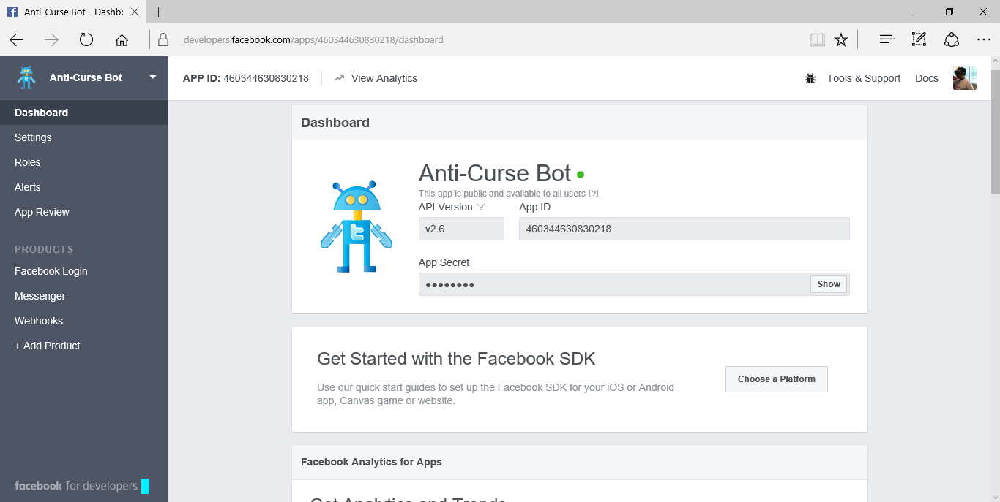 Anti-Curse Bot - Dashb
developers.facebook.com/apps/460344630830218/dashboard
Anti-Curse Bot
APP ID: 460344630830218
View Analytics
Tools & Support
Docs
Dashboard
Settings
Roles
Alerts
App Review
PRODUCTS
Facebook Login
Messenger
Webhooks
+ Add Product
facebook for developers
Dashboard
Anti-Curse Bot
This app is public and available to all users [?]
API Version [?]
App ID
v2.6
460344630830218
App Secret
●●●●●●●●
Show
Get Started with the Facebook SDK
Use our quick start guides to set up the Facebook SDK for your iOS or Android
app, Canvas game or website.
Choose a Platform
Facebook Analytics for Apps
Get Analytics and Trends